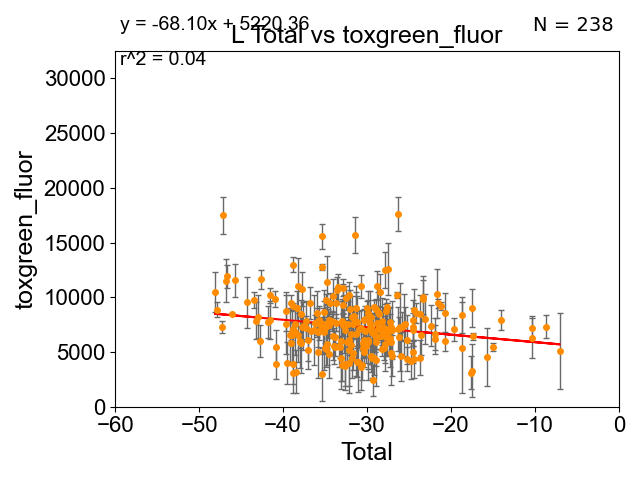 y = -68.10x + 5220.36
N = 238
L Total vs toxgreen_fluor
r^2 = 0.04
30000
25000
20000
15000
10000
5000
0
toxgreen_fluor
−60 −50 −40 −30 −20 −10 0
Total